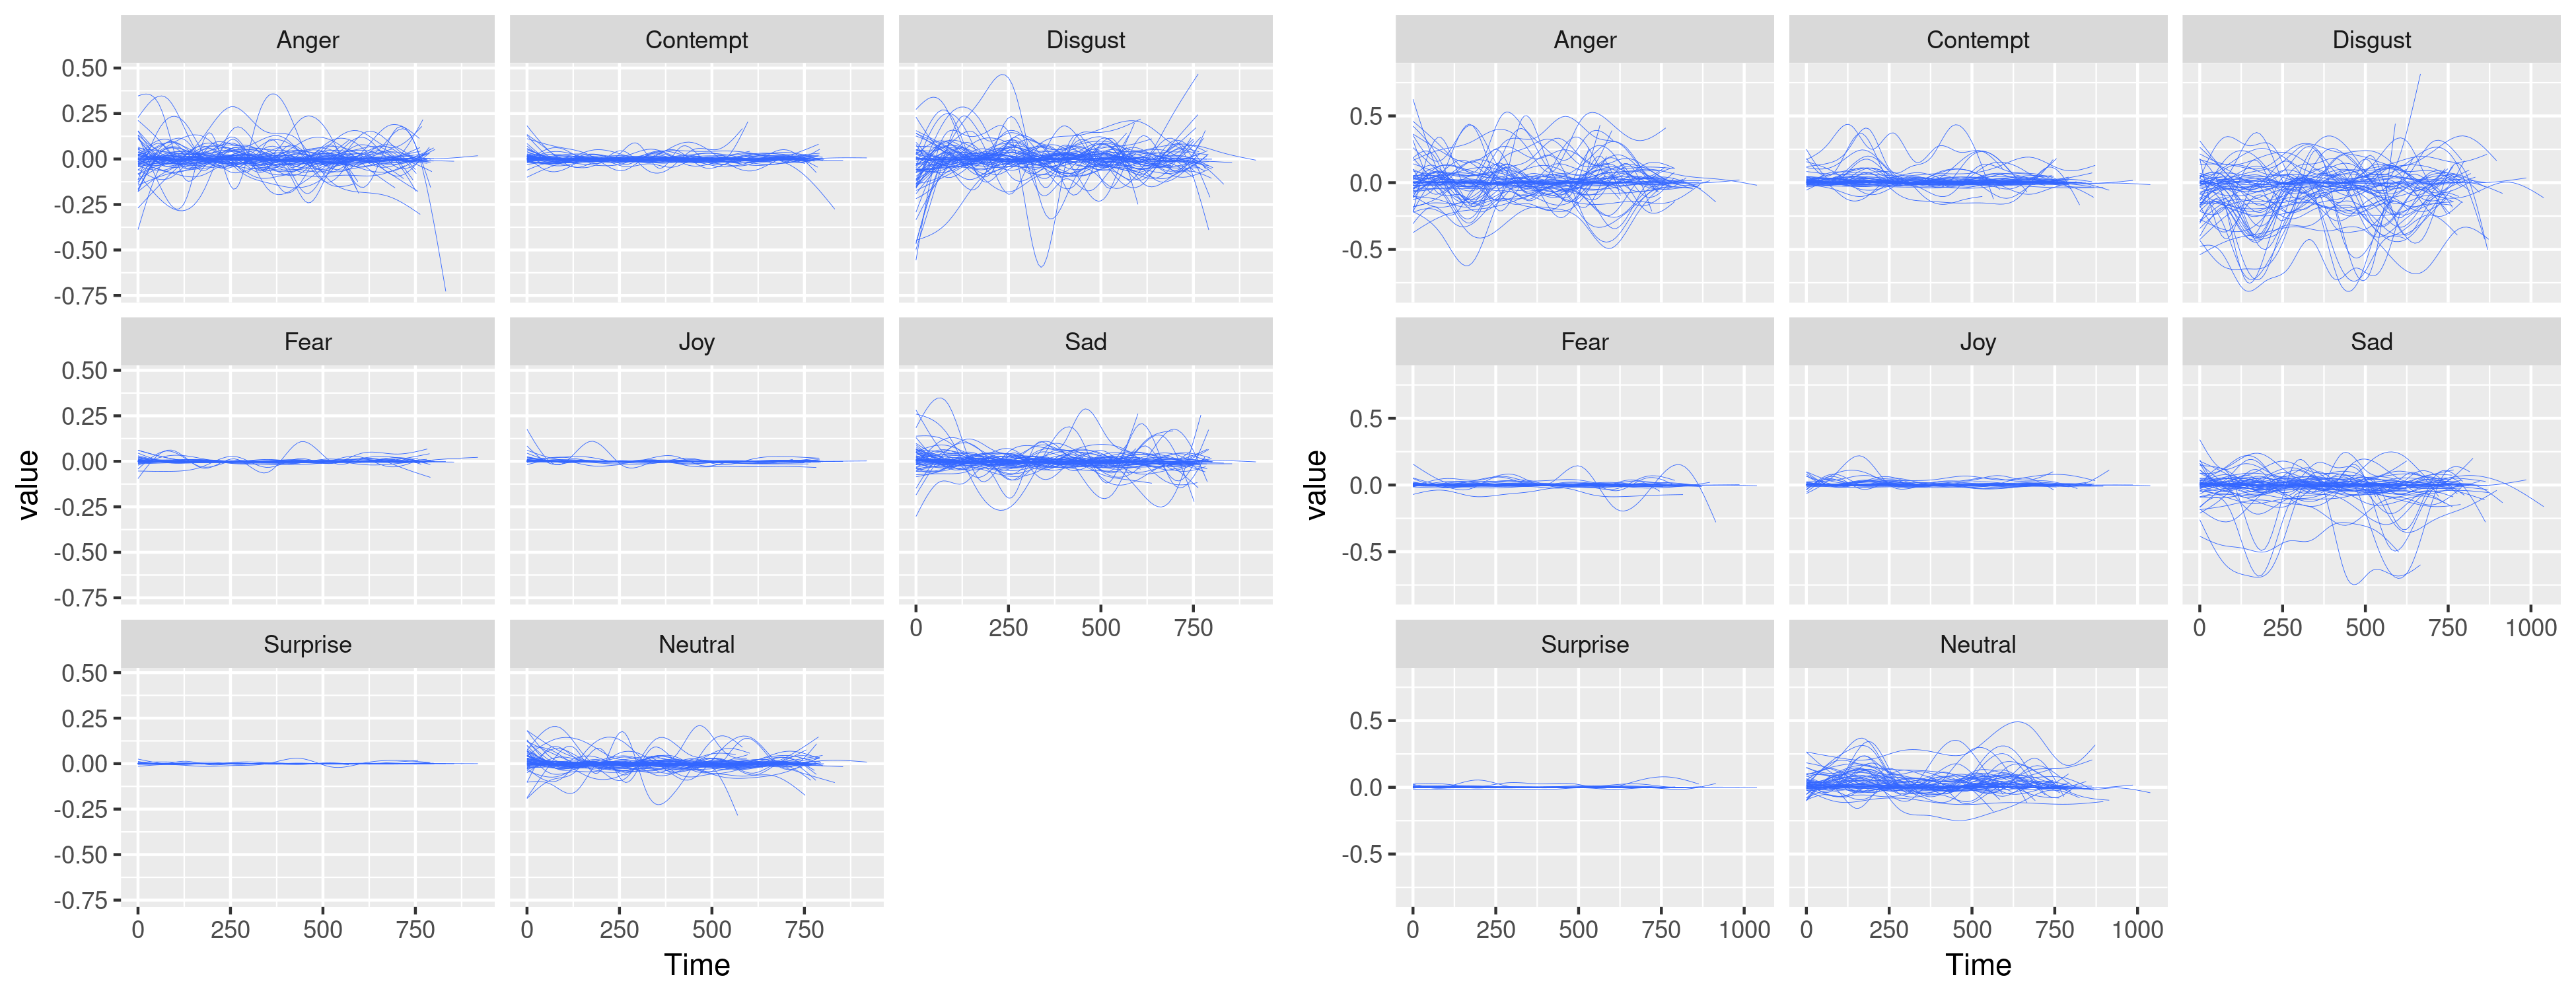 Anger Contempt Disgust
0.50
0.25
0.00
-0.25
-0.50
-0.75
Fear Joy Sad
0.50
0.25
0.00
-0.25
-0.50
-0.75
0 250 500 750
Surprise Neutral
0.50
0.25
0.00
-0.25
-0.50
-0.75
0 250 500 750 0 250 500 750
value
Time
Anger Contempt Disgust
0.5
0.0
-0.5
Fear Joy Sad
0.5
0.0
-0.5
0 250 500 750 1000
Surprise Neutral
0.5
0.0
-0.5
0 250 500 750 1000 0 250 500 750 1000
value
Time